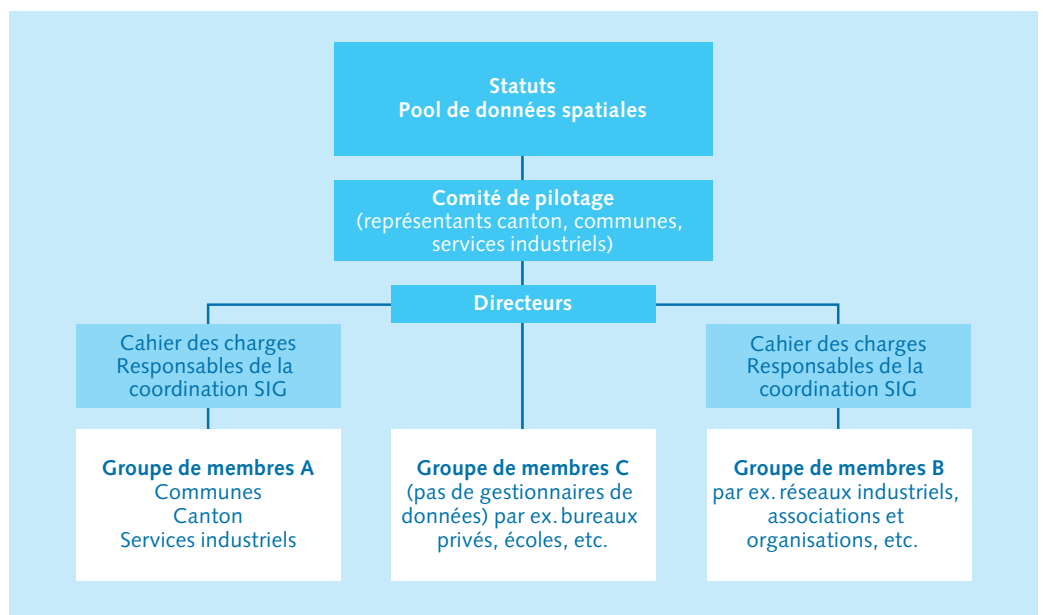 Statuts
Pool de données spatiales
Comité de pilotage
(représentants canton, communes,
services industriels)
Directeurs
Cahier des charges
Responsables de la
coordination SIG
Cahier des charges
Responsables de la
coordination SIG
Groupe de membres A
Communes
Canton
Services industriels
Groupe de membres C
(pas de gestionnaires de
données) par ex. bureaux
privés, écoles, etc.
Groupe de membres B
par ex. réseaux industriels,
associations et
organisations, etc.